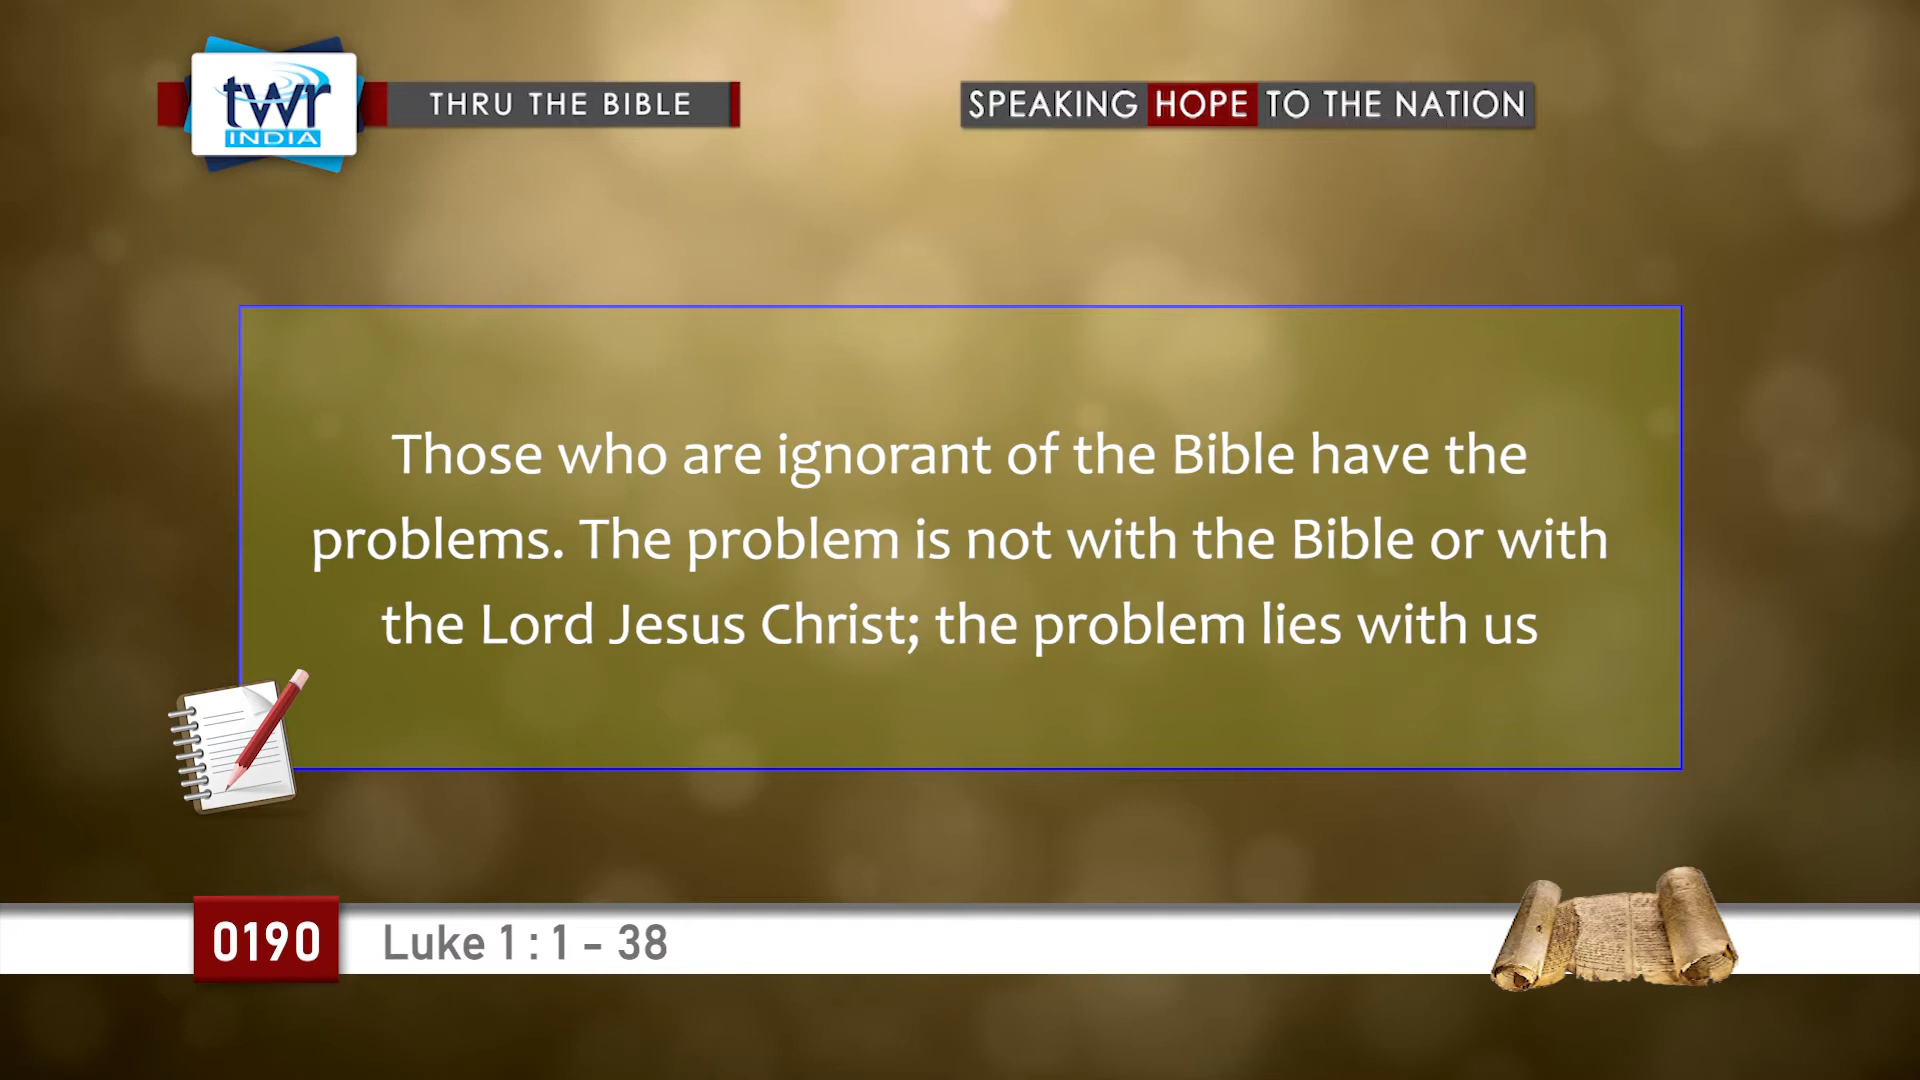 twr
INDIA
THRU THE BIBLE
SPEAKING HOPE TO THE NATION
Those who are ignorant of the Bible have the
problems. The problem is not with the Bible or with
the Lord Jesus Christ; the problem lies with us
0190
Luke 1 : 1 - 38